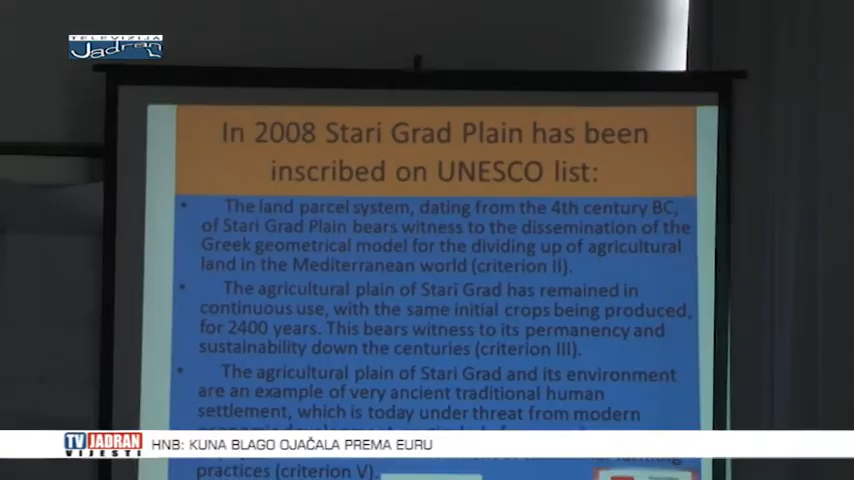 TELEVIZIJA
Jadran
In 2008 Stari Grad Plain has been
inscribed on UNESCO list:
• The land parcel system, dating from the 4th century BC,
of Stari Grad Plain bears witness to the dissemination of the
Greek geometrical model for the dividing up of agricultural
land in the Mediterranean world (criterion II).
• The agricultural plain of Stari Grad has remained in
continuous use, with the same initial crops being produced,
for 2400 years. This bears witness to its permanency and
sustainability down the centuries (criterion III).
• The agricultural plain of Stari Grad and its environment
are an example of very ancient traditional human
settlement, which is today under threat from modern
TV JADRAN
VIJESTI
HNB: KUNA BLAGO OJAČALA PREMA EURU
practices (criterion V).